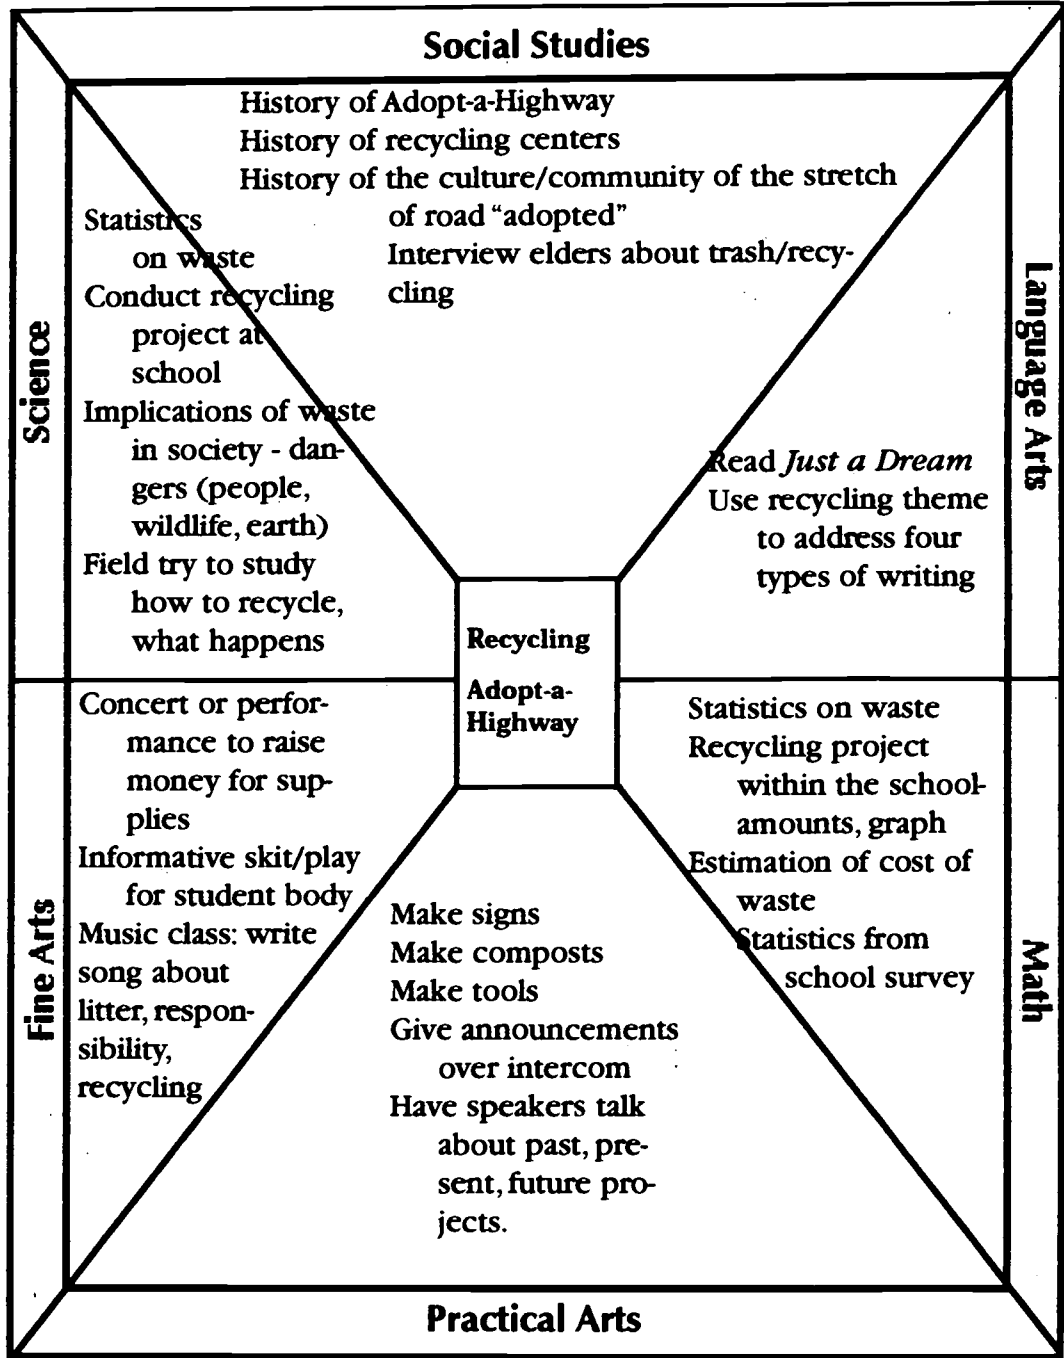 Social Studies
History of Adopt-a-Highway
History of recycling centers
History of the culture/community of the stretch
of road “adopted”
Interview elders about trash/recy-
cling
Science
Statistics
on waste
Conduct recycling
project at
school
Implications of waste
in society - dan-
gers (people,
wildlife, earth)
Field try to study
how to recycle,
what happens
Language Arts
Read Just a Dream
Use recycling theme
to address four
types of writing
Recycling
Adopt-a-
Highway
Fine Arts
Concert or perfor-
mance to raise
money for sup-
plies
Informative skit/play
for student body
Music class: write
song about
litter, respon-
sibility,
recycling
Make signs
Make composts
Make tools
Give announcements
over intercom
Have speakers talk
about past, pre-
sent, future pro-
jects.
Practical Arts
Statistics on waste
Recycling project
within the school-
amounts, graph
Estimation of cost of
waste
Statistics from
school survey
Math